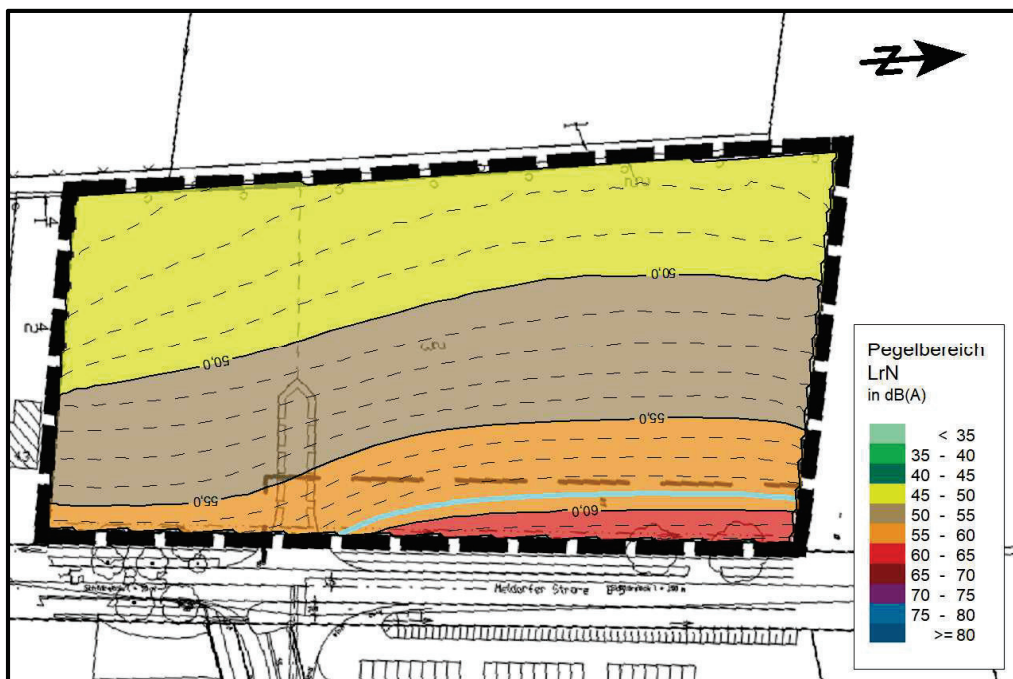 Z
50,0
50,0
55,0
55,0
60,0
Meldorfer Straße
Pegelbereich
LrN
in dB(A)
< 35
35 - 40
40 - 45
45 - 50
50 - 55
55 - 60
60 - 65
65 - 70
70 - 75
75 - 80
>= 80